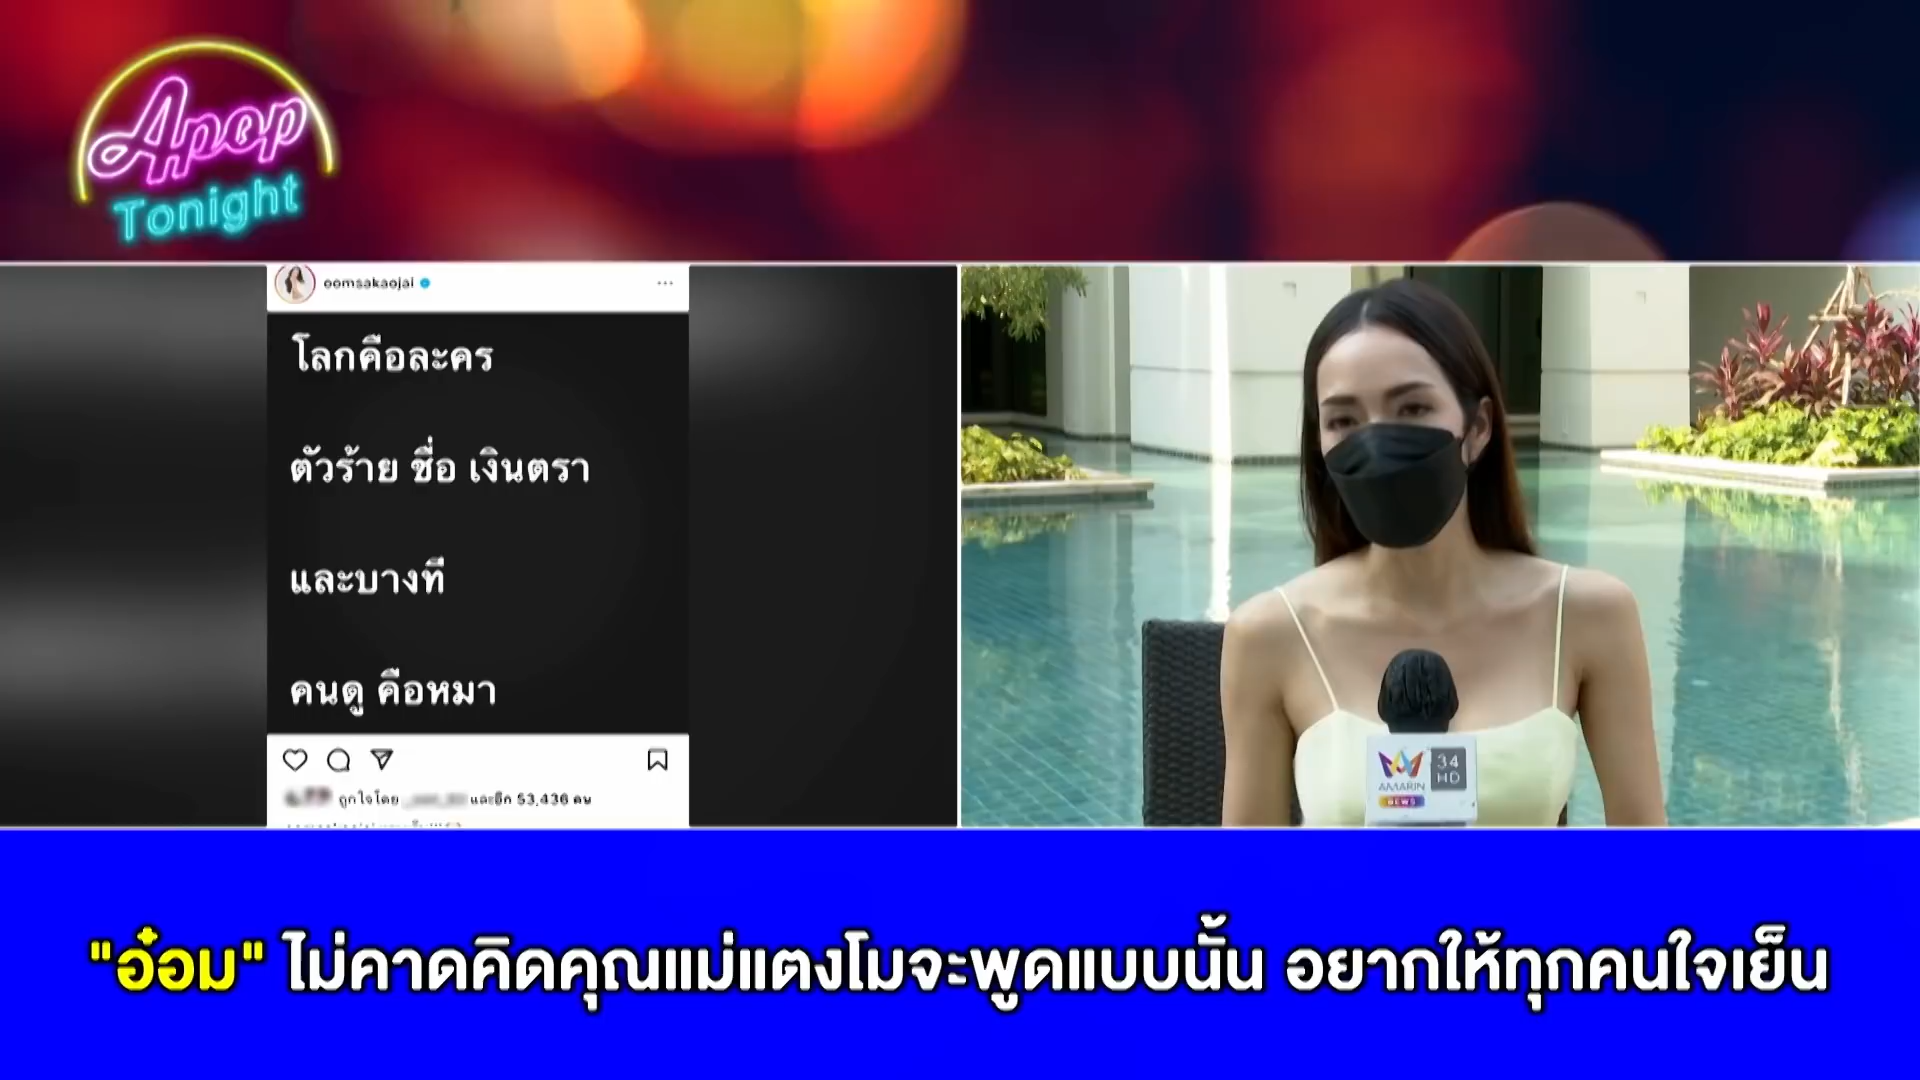 Apop
Tonight
oomsakaojai
โลกคือละคร
ตัวร้าย ชื่อ เงินตรา
และบางที
คนดู คือหมา
ถูกใจโดย และอีก 53,436 คน
34
HD
AMARIN
NEWS
"อ๋อม" ไม่คาดคิดคุณแม่แตงโมจะพูดแบบนั้น อยากให้ทุกคนใจเย็น